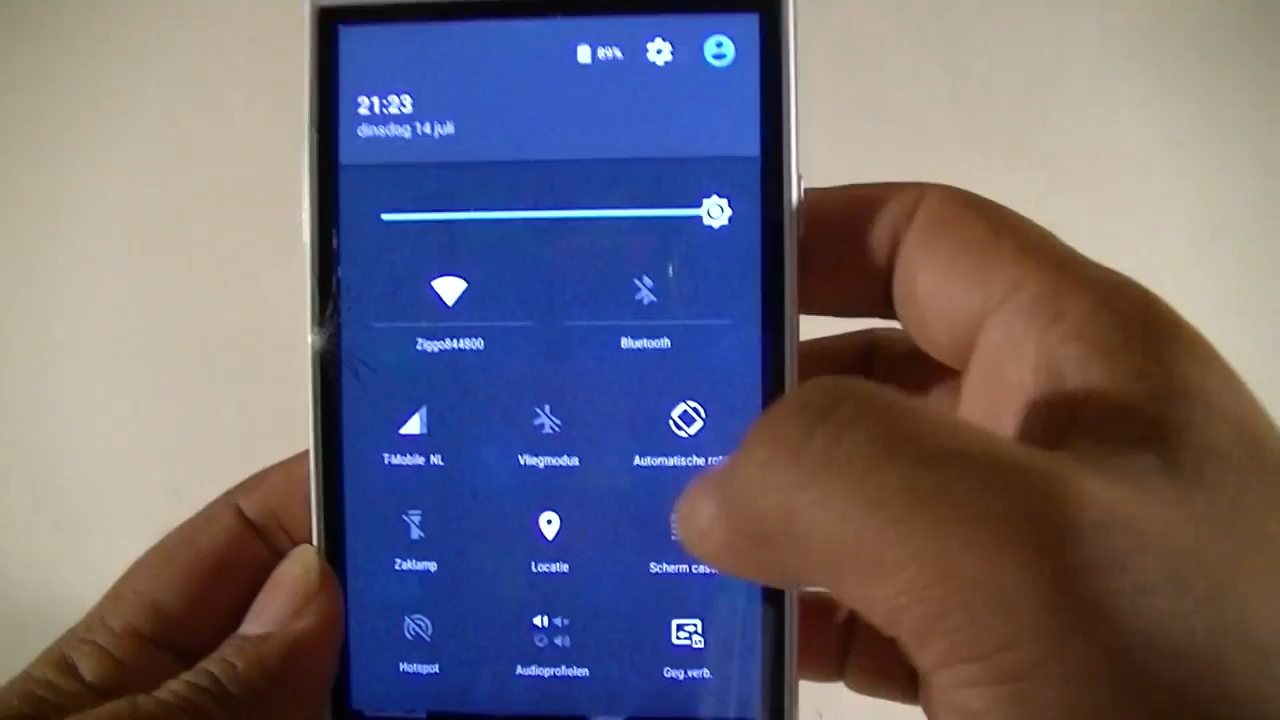 89%
21:23
dinsdag 14 juli
Ziggo844800
Bluetooth
T-Mobile NL
Vliegmodus
Automatische
Zaklamp
Locatie
Scherm
Hotspot
Audioprofielen
Geg.verb.